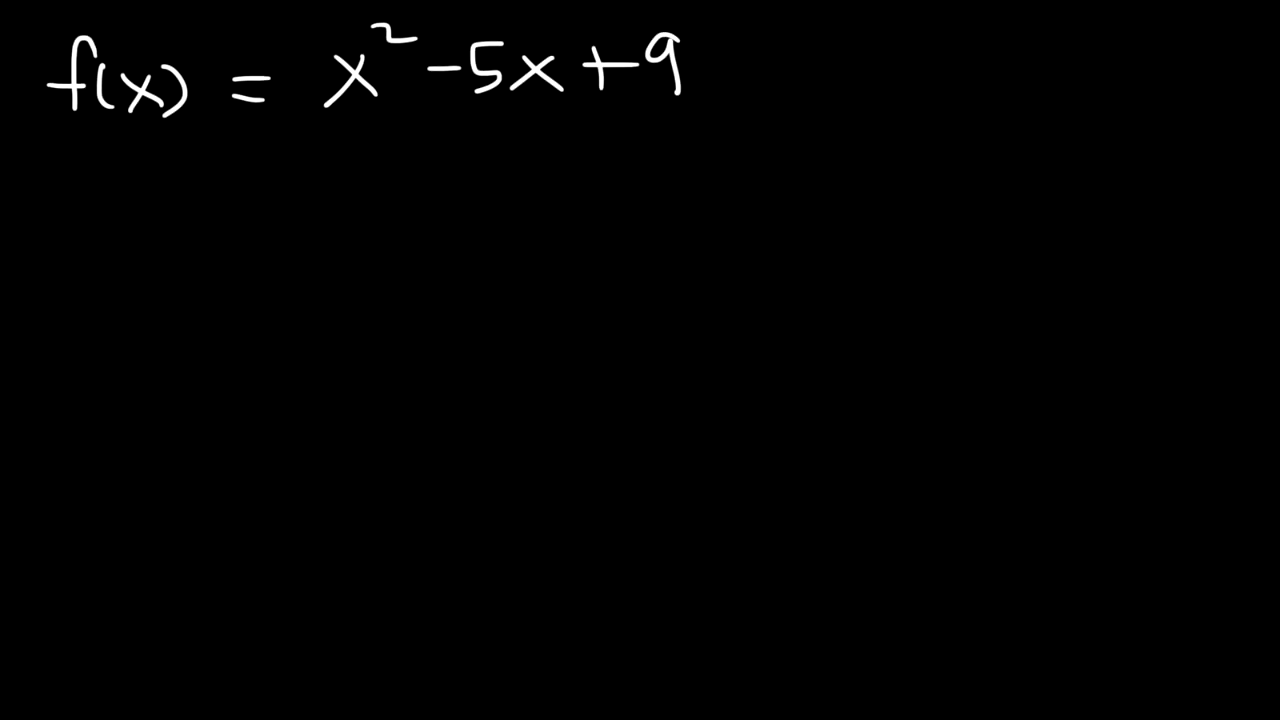 f(x) = x² -5x +9